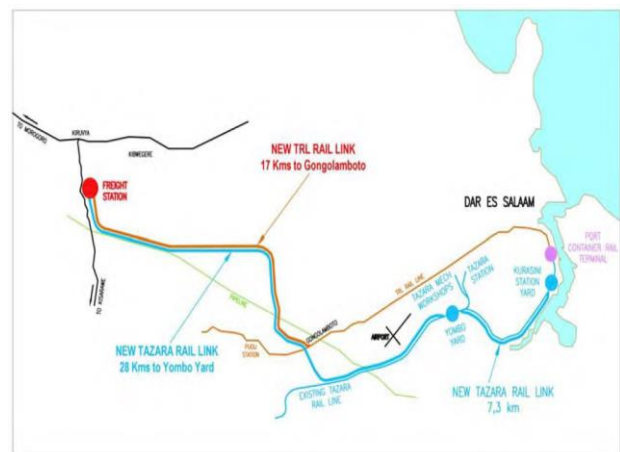 TO MOROGORO
KIRUVYA
KIBWEGERE
NEW TRL RAIL LINK
17 Kms to Gongolamboto
FREIGHT
STATION
DAR ES SALAAM
PORT
CONTAINER RAIL
TERMINAL
TAZARA
STATION
TRL RAIL LINE
TAZARA MECH
WORKSHOPS
KURASINI
STATION
YARD
TO KISARAWE
PIPELINE
GONGOLAMBOTO
AIRPORT
YOMBO
YARD
PUGU
STATION
NEW TAZARA RAIL LINK
28 Kms to Yombo Yard
EXISTING TAZARA
RAIL LINE
NEW TAZARA RAIL LINK
7,3 km